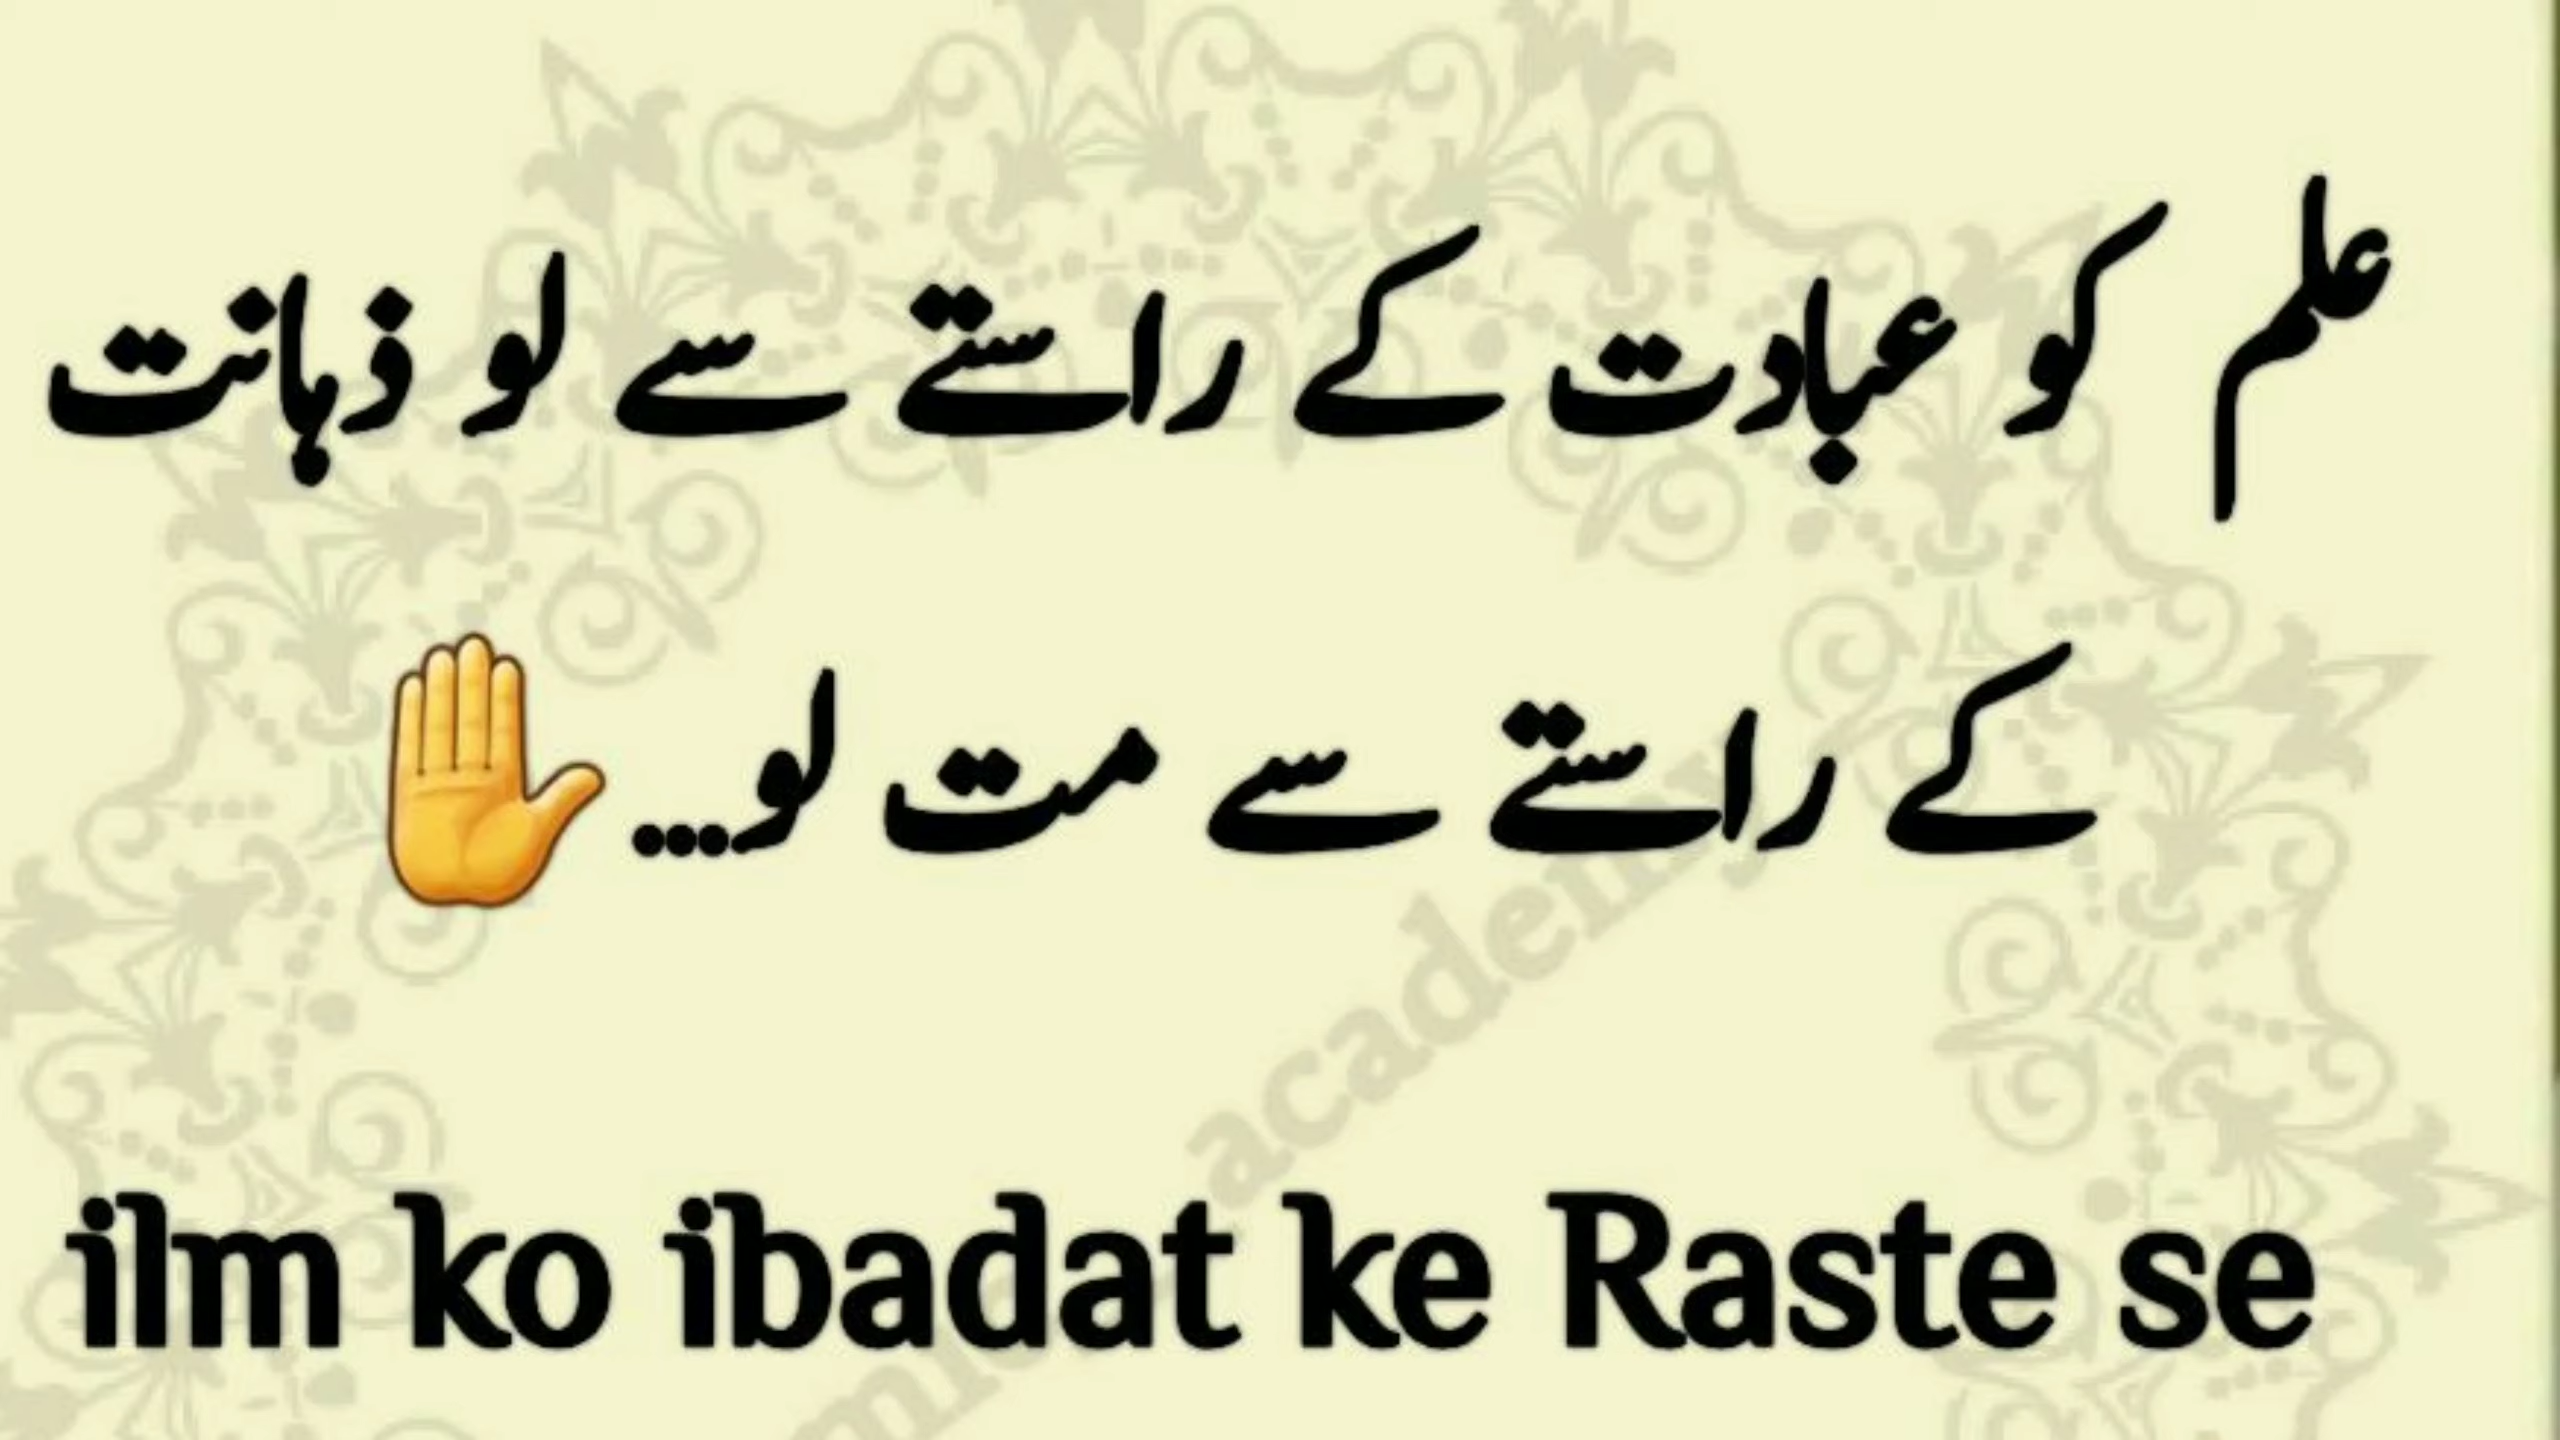 علم کو عبادت کے راستے سے لو ذہانت
کے راستے سے مت لو...✋
academy
ilm ko ibadat ke Raste se